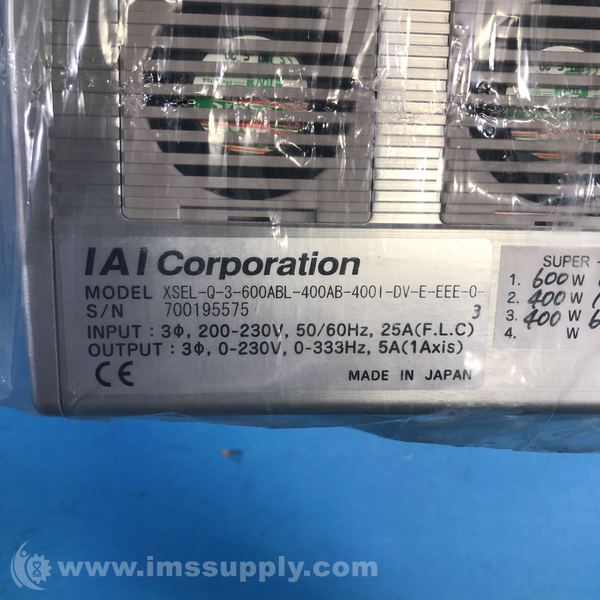 IAI Corporation
MODEL XSEL-Q-3-600ABL-400AB-400I-DV-E-EEE-0-
3
S/N 700195575
INPUT : 3Φ, 200-230V, 50/60Hz, 25A(F.L.C)
OUTPUT : 3Φ, 0-230V, 0-333Hz, 5A(1Axis)
CE
MADE IN JAPAN
SUPER
1. 600 W
2. 400 W
3. 400 W
4. W
www.imssupply.com